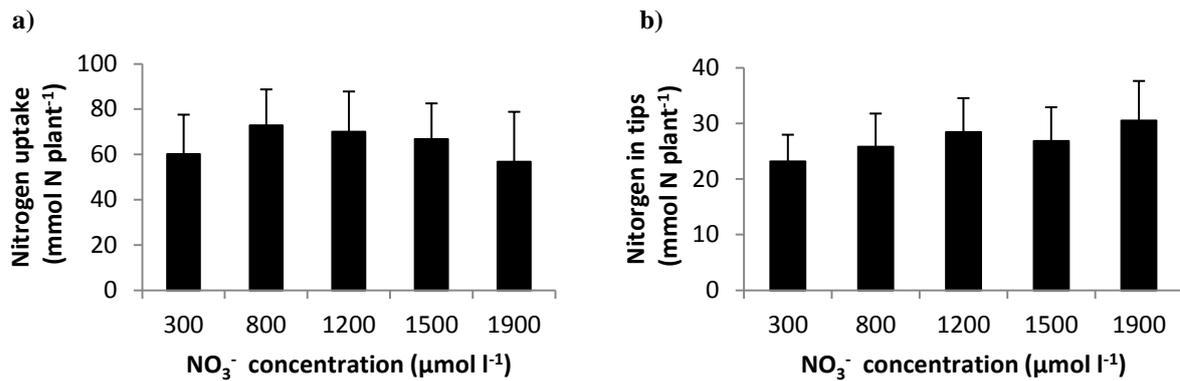 a)
Nitrogen uptake
(mmol N plant⁻¹)
100
80
60
40
20
0
300 800 1200 1500 1900
NO₃⁻ concentration (µmol l⁻¹)
b)
Nitorgen in tips
(mmol N plant⁻¹)
40
30
20
10
0
300 800 1200 1500 1900
NO₃⁻ concentration (µmol l⁻¹)